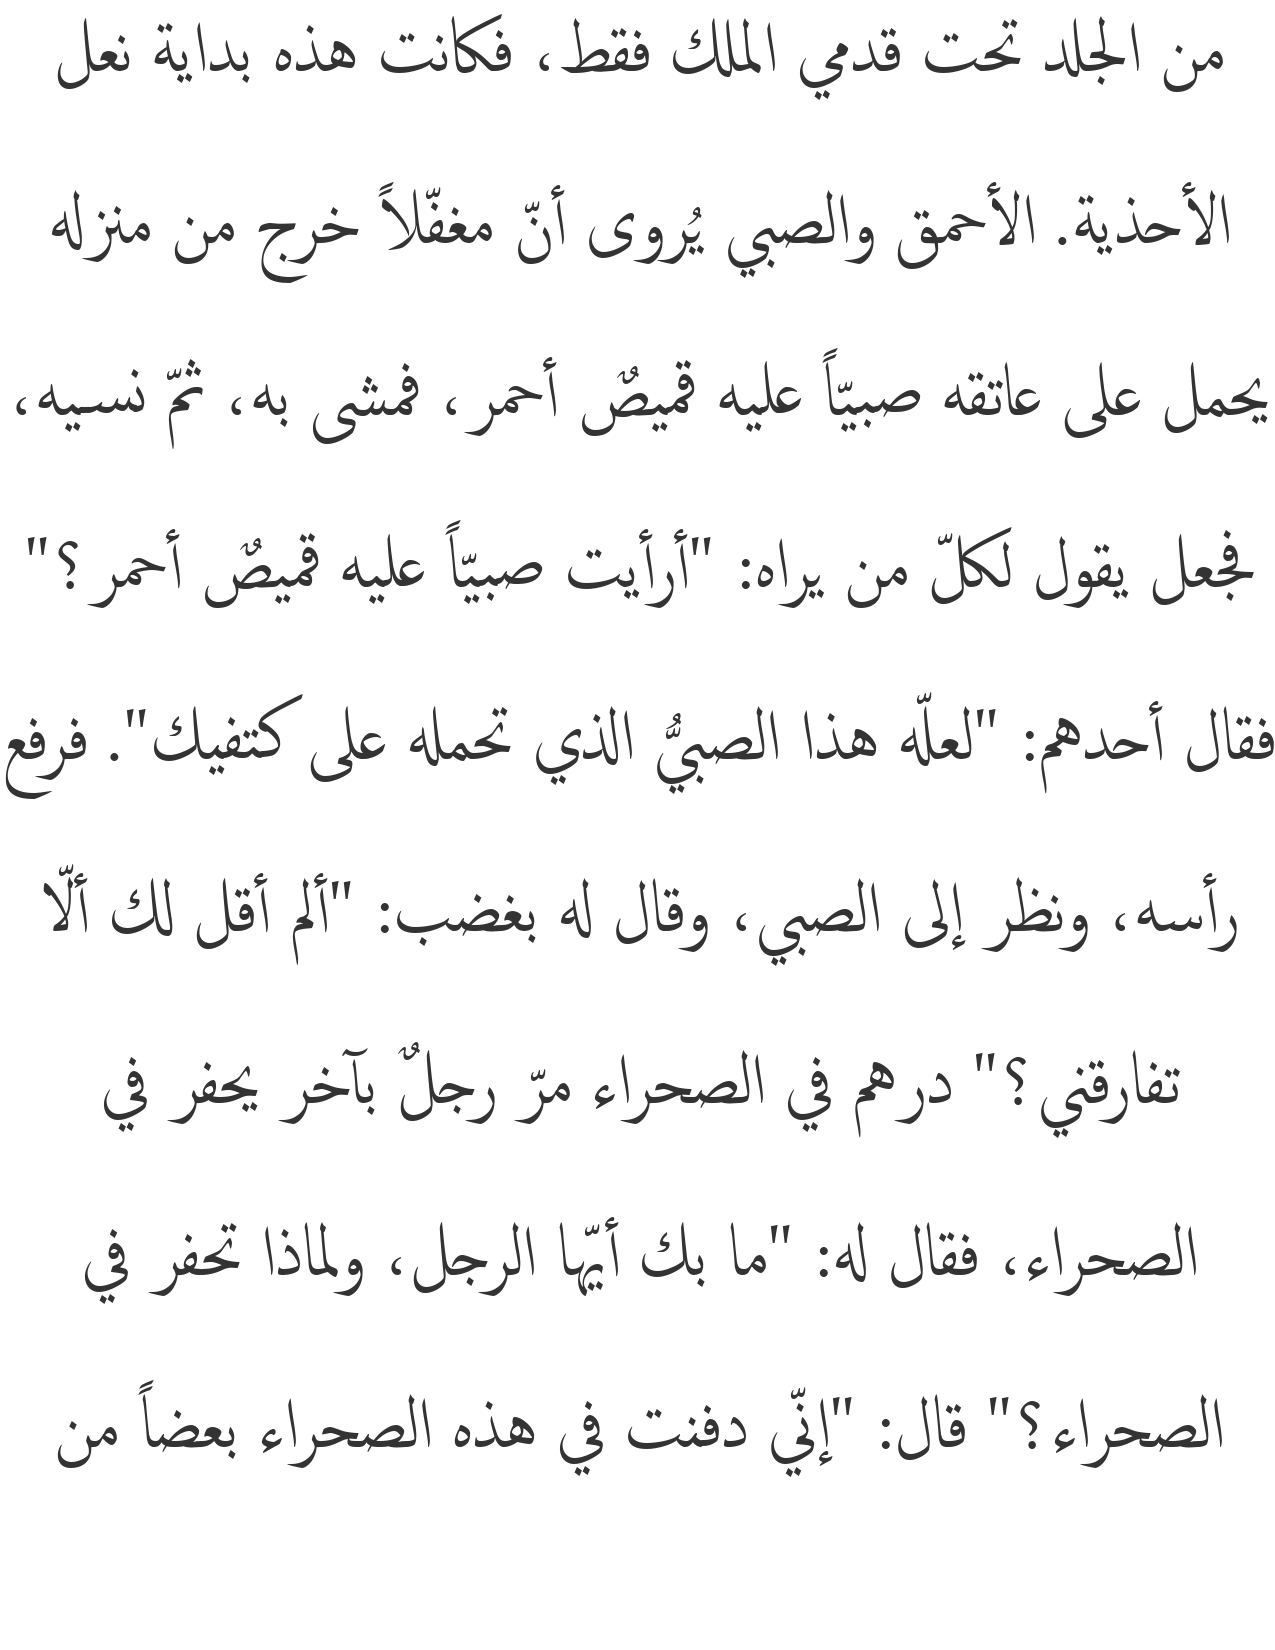 من الجلد تحت قدمي الملك فقط، فكانت هذه بداية نعل
الأحذية. الأحمق والصبي يُروى أنّ مغفّلاً خرج من منزله
يحمل على عاتقه صبيّاً عليه قميصٌ أحمر، فمشى به، ثمّ نسيه،
فجعل يقول لكلّ من يراه: "أرأيت صبيّاً عليه قميصٌ أحمر؟"
فقال أحدهم: "لعلّه هذا الصبيُّ الذي تحمله على كتفيك". فرفع
رأسه، ونظر إلى الصبي، وقال له بغضب: "ألم أقل لك ألّا
تفارقني؟" درهم في الصحراء مرّ رجلٌ بآخر يحفر في
الصحراء، فقال له: "ما بك أيّها الرجل، ولماذا تحفر في
الصحراء؟" قال: "إنّي دفنت في هذه الصحراء بعضاً من